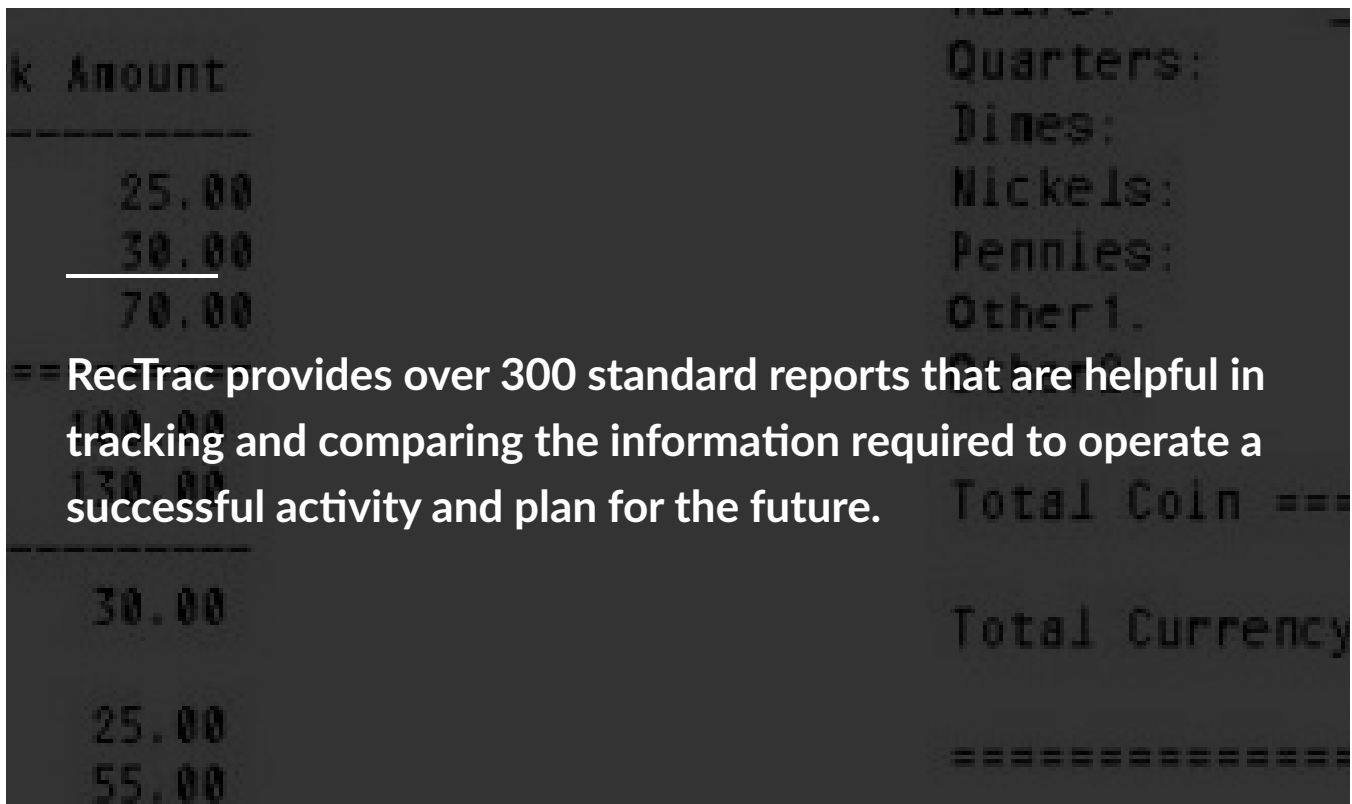 k Amount
25.00
30.00
70.00
RecTrac provides over 300 standard reports that are helpful in
tracking and comparing the information required to operate a
successful activity and plan for the future.
130.00
30.00
25.00
55.00
Quarters:
Dimes:
Nickels:
Pennies:
Other1.
Total Coin ===
Total Currency
==============